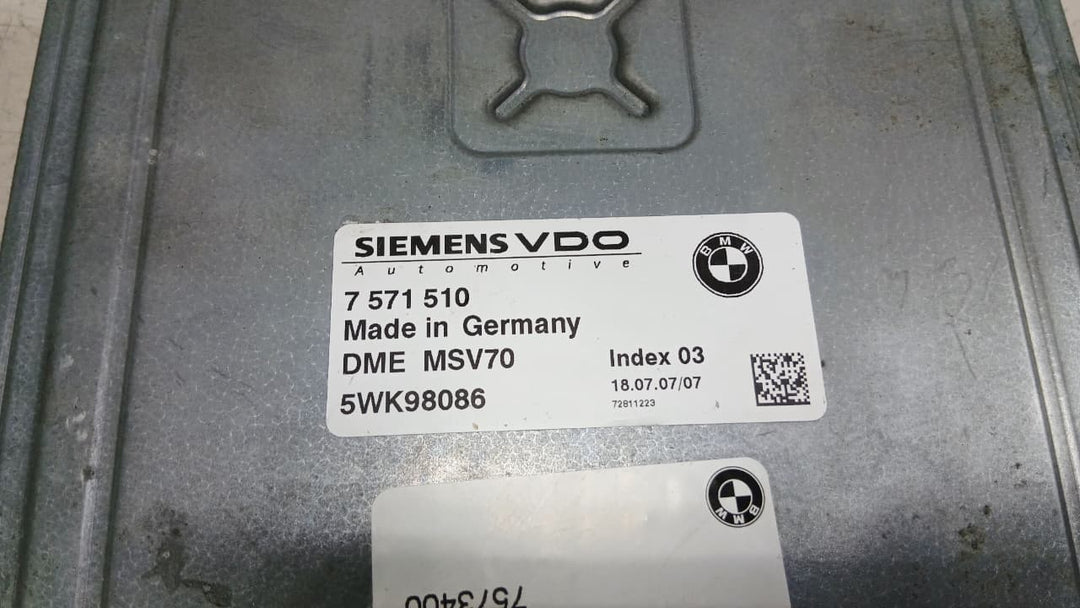 SIEMENS VDO
Automotive
BMW
7 571 510
Made in Germany
DME MSV70
Index 03
5WK98086
18.07.07/07
72811223
BMW
7573400